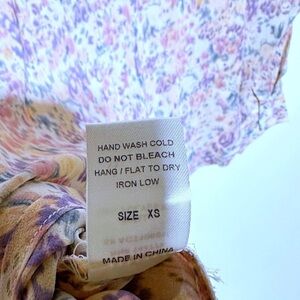 HAND WASH COLD
DO NOT BLEACH
HANG / FLAT TO DRY
IRON LOW
SIZE XS
MADE IN CHINA